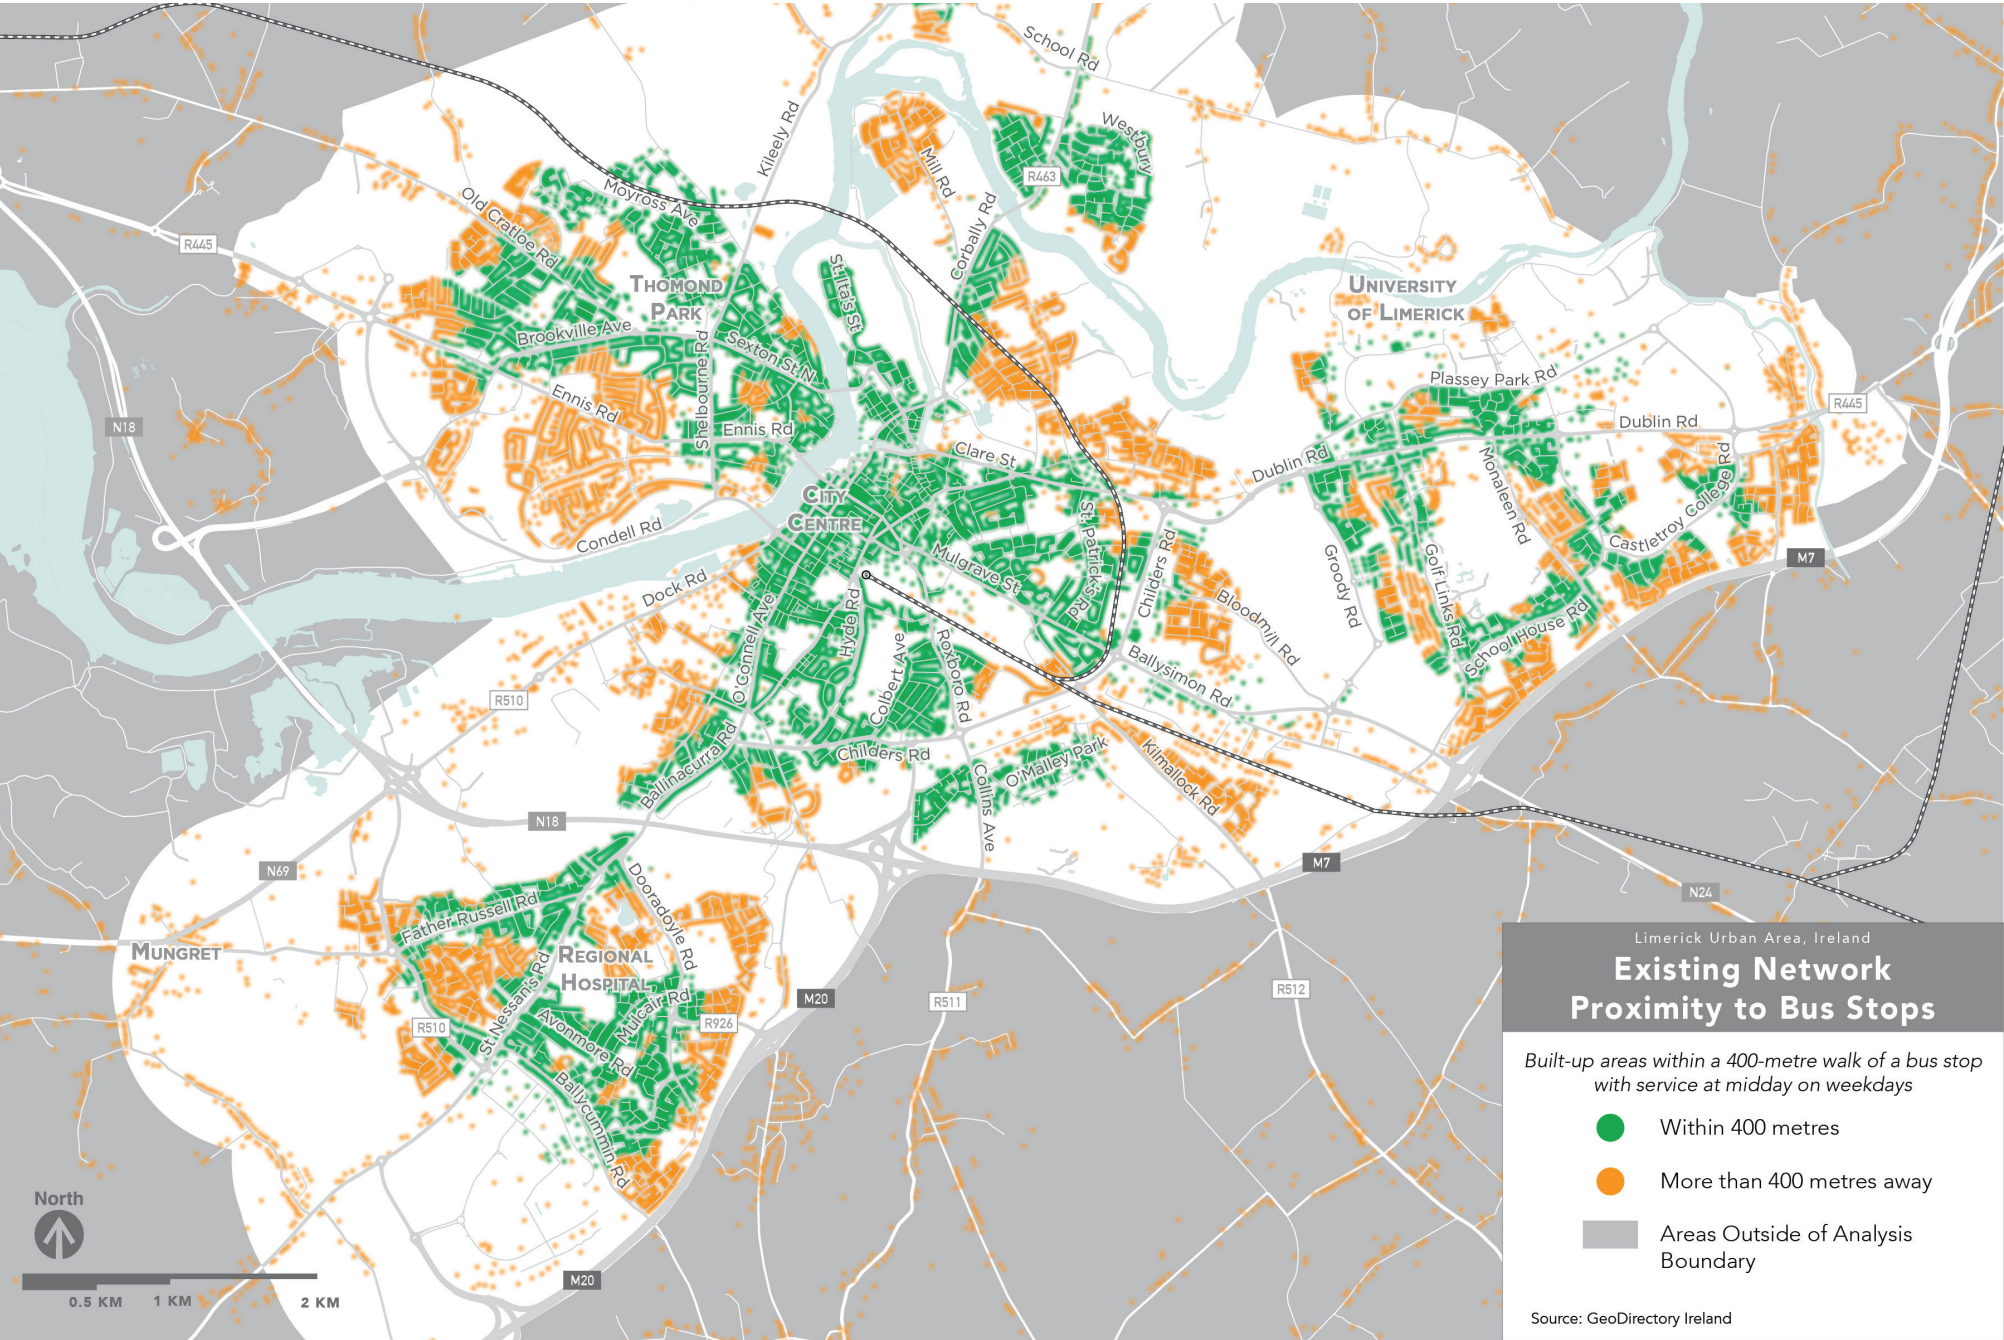 School Rd
Kileely Rd
Westbury
Mill Rd
R463
Moyross Ave
Old Cratloe Rd
Corbally Rd
R445
St. Ita's St
THOMOND
PARK
UNIVERSITY
OF LIMERICK
Brookville Ave
Sexton St. N
Shelbourne Rd
Ennis Rd
Ennis Rd
Plassey Park Rd
R445
N18
Dublin Rd
Clare St
Dublin Rd
Monaleen Rd
Castletroy College Rd
CITY
CENTRE
Condell Rd
St. Patrick's Rd
Mulgrave St
Childers Rd
Groody Rd
Golf Links Rd
M7
Dock Rd
Bloodmill Rd
O'Connell Ave
Hyde Rd
Colbert Ave
Roxboro Rd
School House Rd
Ballysimon Rd
R510
Ballinacurra Rd
Childers Rd
O'Malley Park
Kilmallock Rd
Collins Ave
N18
M7
N69
Dooradoyle Rd
N24
Father Russell Rd
MUNGRET
REGIONAL
HOSPITAL
St. Nessan's Rd
Mulcair Rd
M20
R511
R512
R510
R926
Avonmore Rd
Ballycummin Rd
M20
North
0.5 KM
1 KM
2 KM
Limerick Urban Area, Ireland
Existing Network
Proximity to Bus Stops
Built-up areas within a 400-metre walk of a bus stop
with service at midday on weekdays
Within 400 metres
More than 400 metres away
Areas Outside of Analysis
Boundary
Source: GeoDirectory Ireland